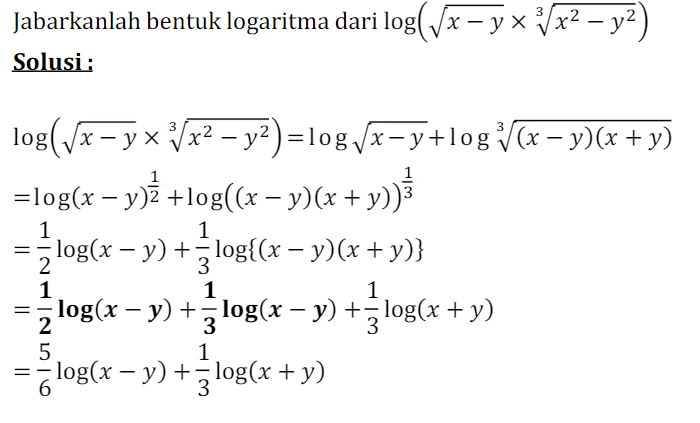 Jabarkanlah bentuk logaritma dari log(√(x − y) × ∛(x² − y²))
Solusi :
log(√(x − y) × ∛(x² − y²)) = log √(x − y) + log ∛((x − y)(x + y))
= log(x − y)^(1/2) + log((x − y)(x + y))^(1/3)
= 1/2 log(x − y) + 1/3 log{(x − y)(x + y)}
= 1/2 log(x − y) + 1/3 log(x − y) + 1/3 log(x + y)
= 5/6 log(x − y) + 1/3 log(x + y)